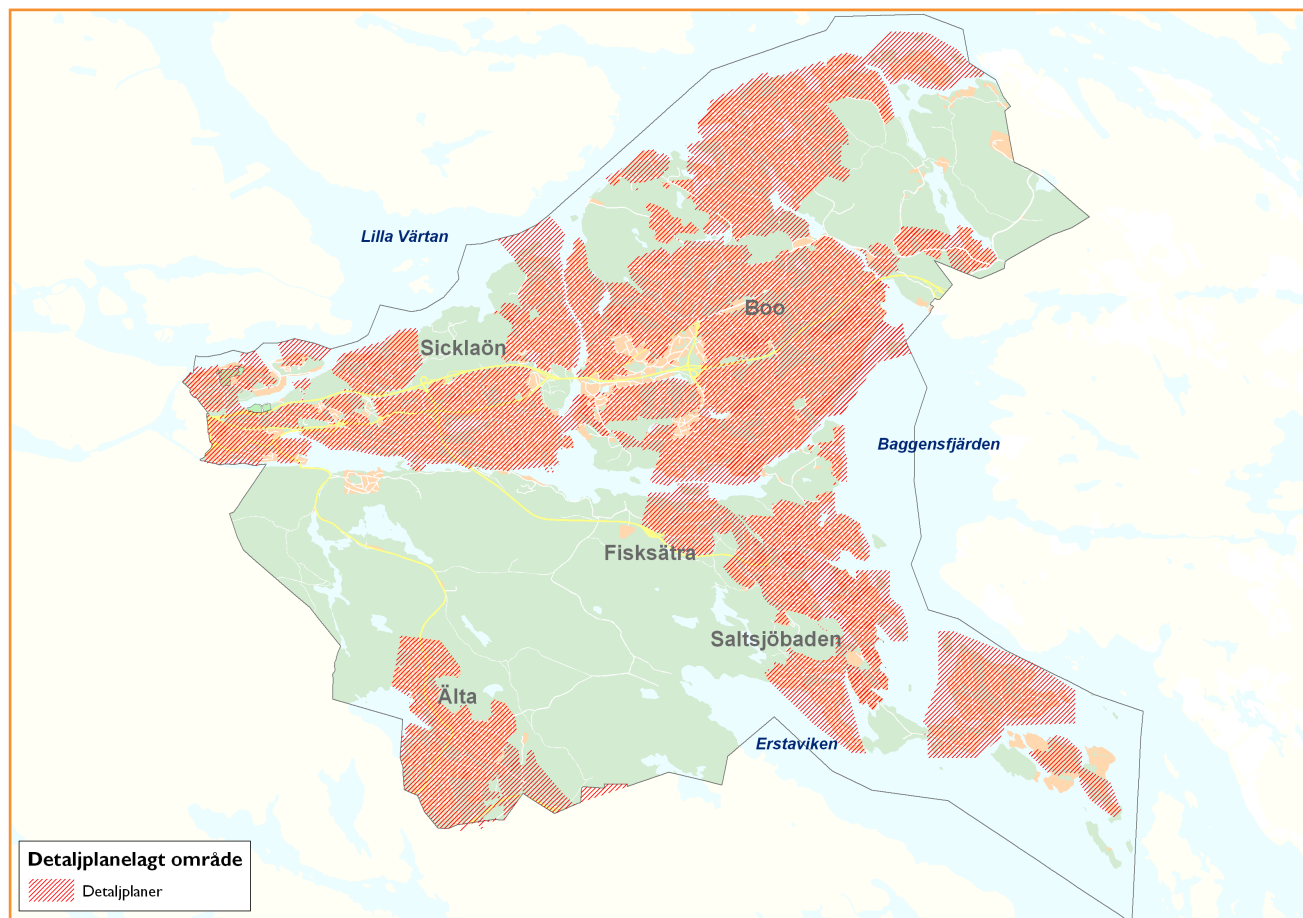 Lilla Värtan
Boo
Sicklaön
Baggensfjärden
Fisksätra
Saltsjöbaden
Älta
Erstaviken
Detaljplanelagt område
Detaljplaner